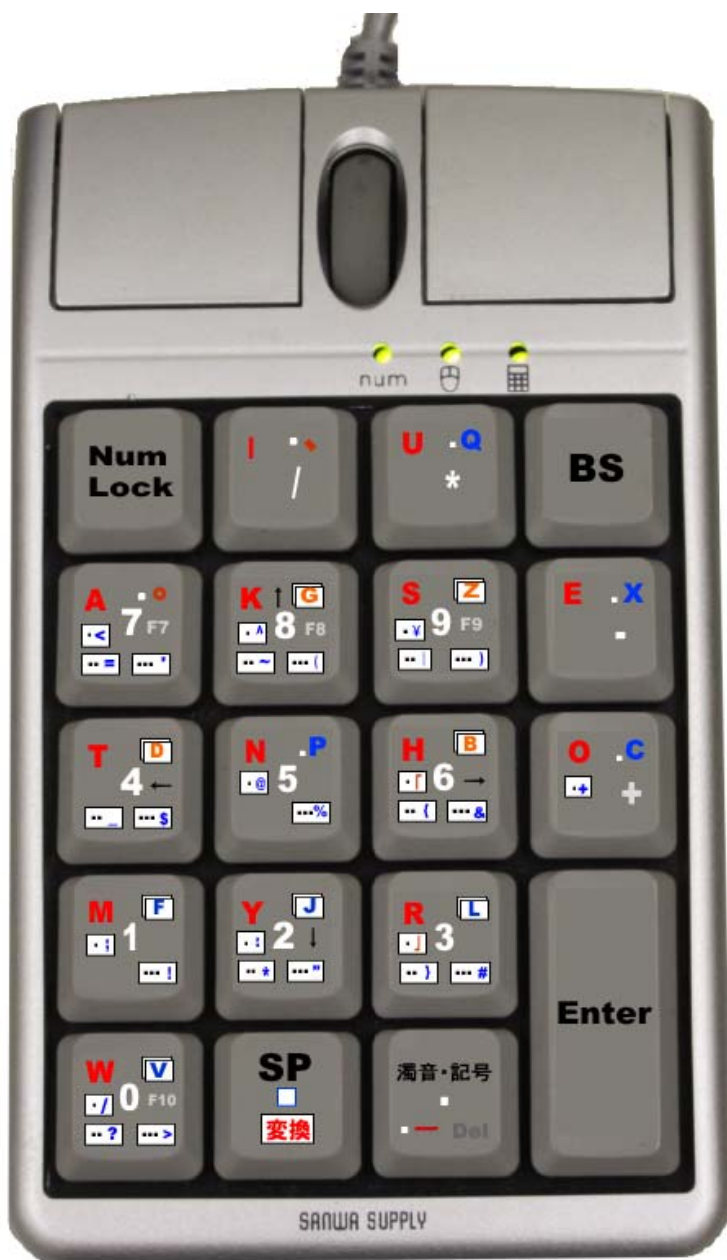 num
Num
Lock
I .、
/
U .Q
*
BS
A .。
.< 7 F7
.. = ... '
K ↑ G
.^ 8 F8
.. ~ ... (
S Z
.¥ 9 F9
.. | ... )
E .X
-
T D
4 ←
.. _ ... $
N .P
.@ 5
...%
H B
.「 6 →
.. { ... &
O .C
.+ +
M F
.; 1
... !
Y J
.: 2 ↓
.. * ... "
R L
.」 3
.. } ... #
Enter
W V
./ 0 F10
.. ? ... >
SP
変換
濁音・記号
.
.ー Del
SANWA SUPPLY